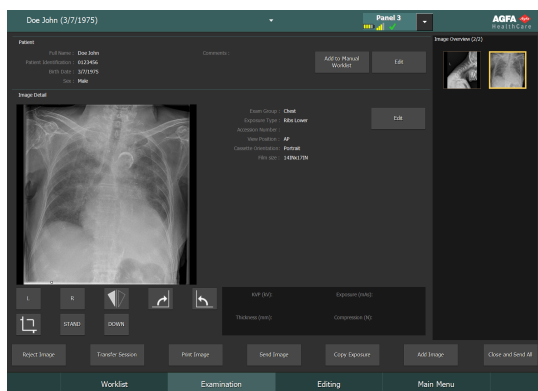 Doe John (3/7/1975)
Panel 3
AGFA
HealthCare
Patient
Full Name : Doe John
Patient Identification : 0123456
Birth Date : 3/7/1975
Sex : Male
Comments :
Add to Manual Worklist
Edit
Image Overview (2/2)
Image Detail
Exam Group : Chest
Exposure Type : Ribs Lower
Accession Number :
View Position : AP
Cassette Orientation : Portrait
Film size : 14INx17IN
Edit
L
R
STAND
DOWN
KVP (kV):
Exposure (mAs):
Thickness (mm):
Compression (N):
Reject Image
Transfer Session
Print Image
Send Image
Copy Exposure
Add Image
Close and Send All
Worklist
Examination
Editing
Main Menu